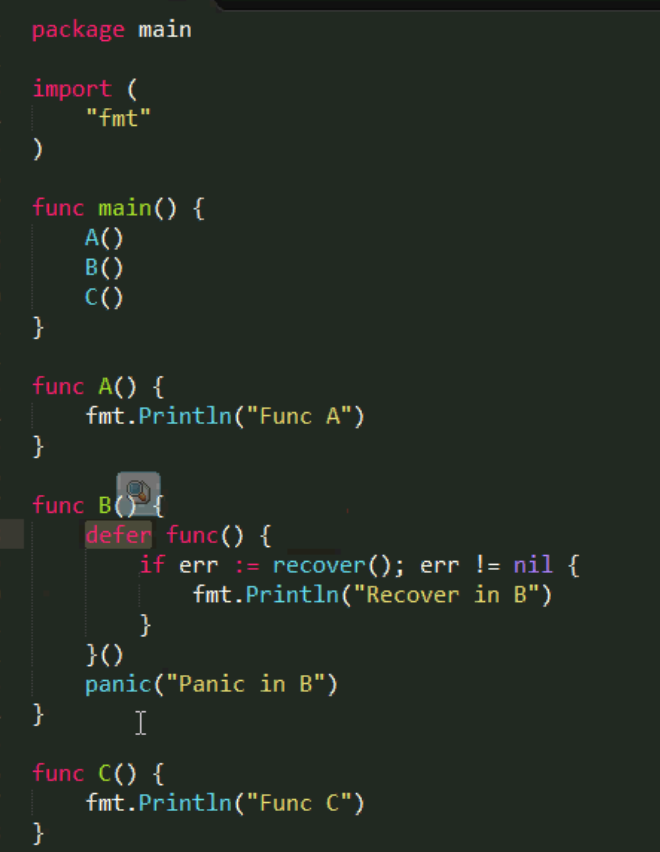 package main
import (
    "fmt"
)
func main() {
    A()
    B()
    C()
}
func A() {
    fmt.Println("Func A")
}
func B() {
    defer func() {
        if err := recover(); err != nil {
            fmt.Println("Recover in B")
        }
    }()
    panic("Panic in B")
}
func C() {
    fmt.Println("Func C")
}